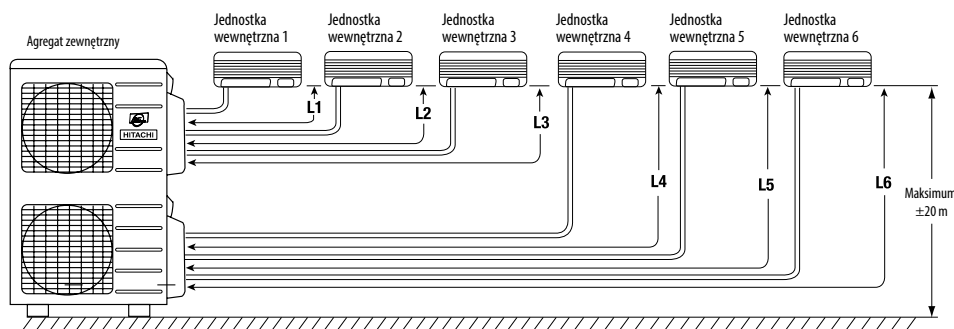 Agregat zewnętrzny
Jednostka
wewnętrzna 1
Jednostka
wewnętrzna 2
Jednostka
wewnętrzna 3
Jednostka
wewnętrzna 4
Jednostka
wewnętrzna 5
Jednostka
wewnętrzna 6
HITACHI
L1
L2
L3
L4
L5
L6
Maksimum
±20 m